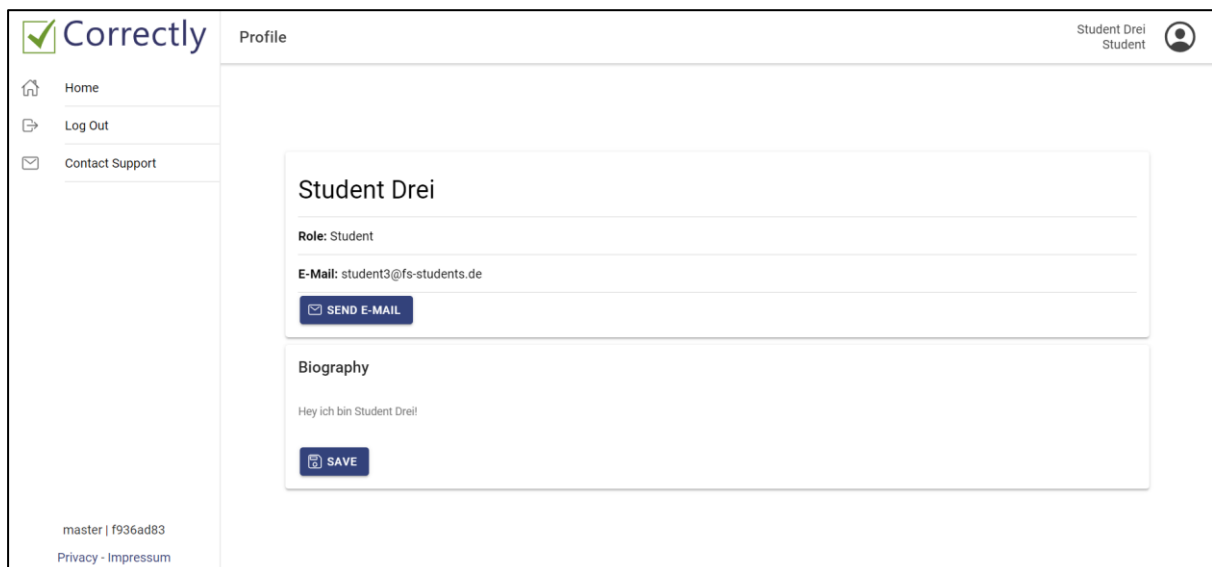 Correctly
Profile
Student Drei
Student
Home
Log Out
Contact Support
Student Drei
Role: Student
E-Mail: student3@fs-students.de
SEND E-MAIL
Biography
Hey ich bin Student Drei!
SAVE
master | f936ad83
Privacy - Impressum